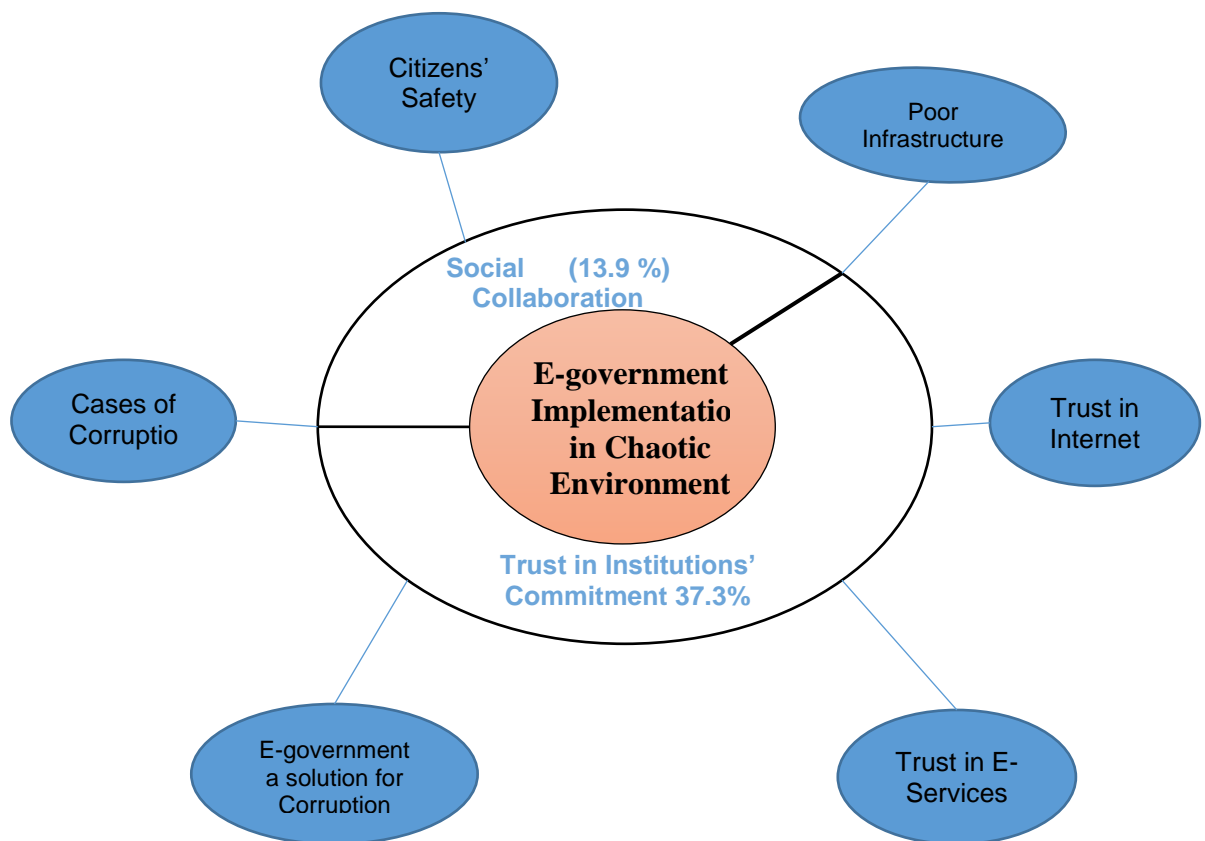 Citizens’
Safety
Poor
Infrastructure
Social (13.9 %)
Collaboration
E-government
Implementatio
in Chaotic
Environment
Cases of
Corruptio
Trust in
Internet
Trust in Institutions’
Commitment 37.3%
E-government
a solution for
Corruption
Trust in E-
Services